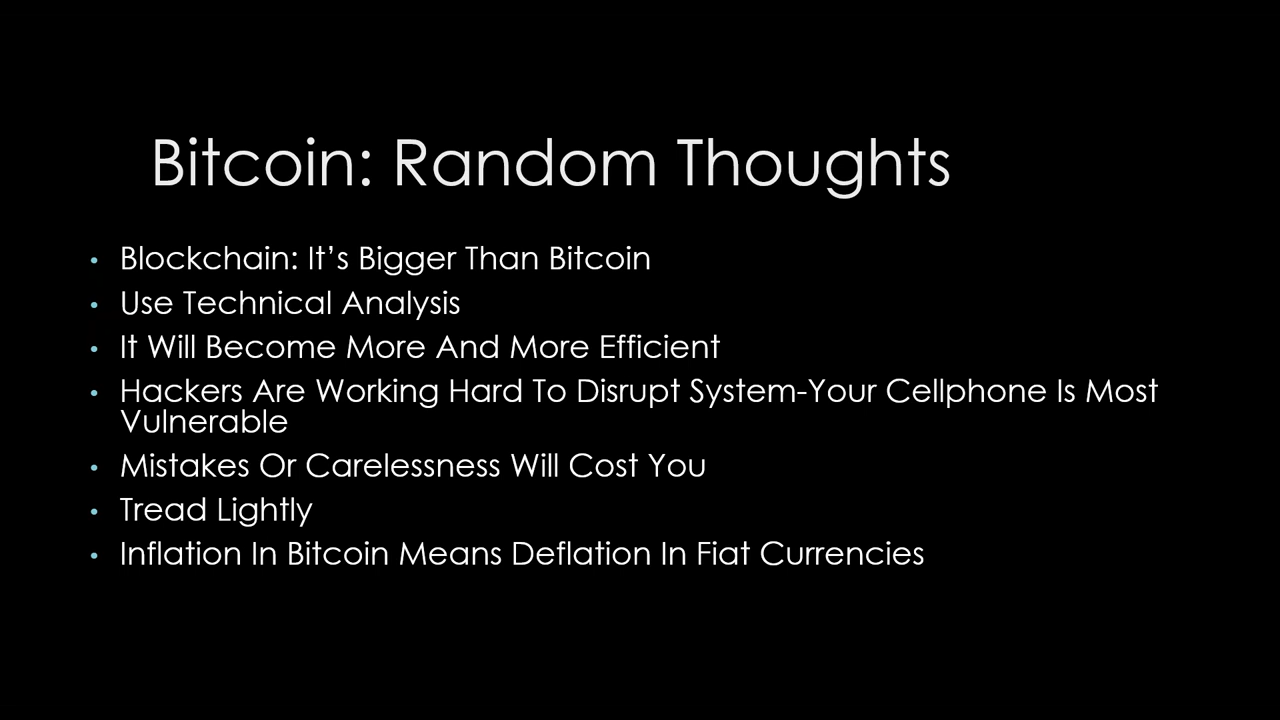 Bitcoin: Random Thoughts
• Blockchain: It’s Bigger Than Bitcoin
• Use Technical Analysis
• It Will Become More And More Efficient
• Hackers Are Working Hard To Disrupt System-Your Cellphone Is Most
Vulnerable
• Mistakes Or Carelessness Will Cost You
• Tread Lightly
• Inflation In Bitcoin Means Deflation In Fiat Currencies